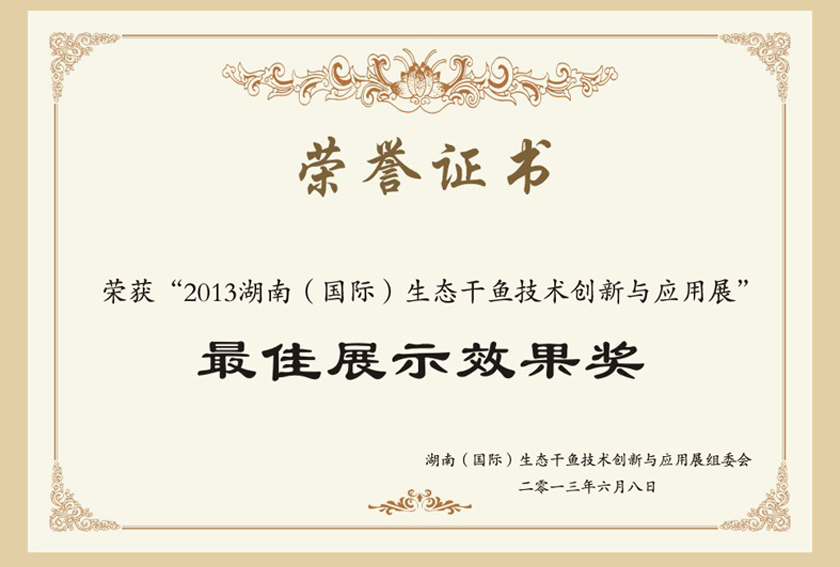 荣誉证书
荣获“2013湖南（国际）生态干鱼技术创新与应用展”
最佳展示效果奖
湖南（国际）生态干鱼技术创新与应用展组委会
二零一三年六月八日